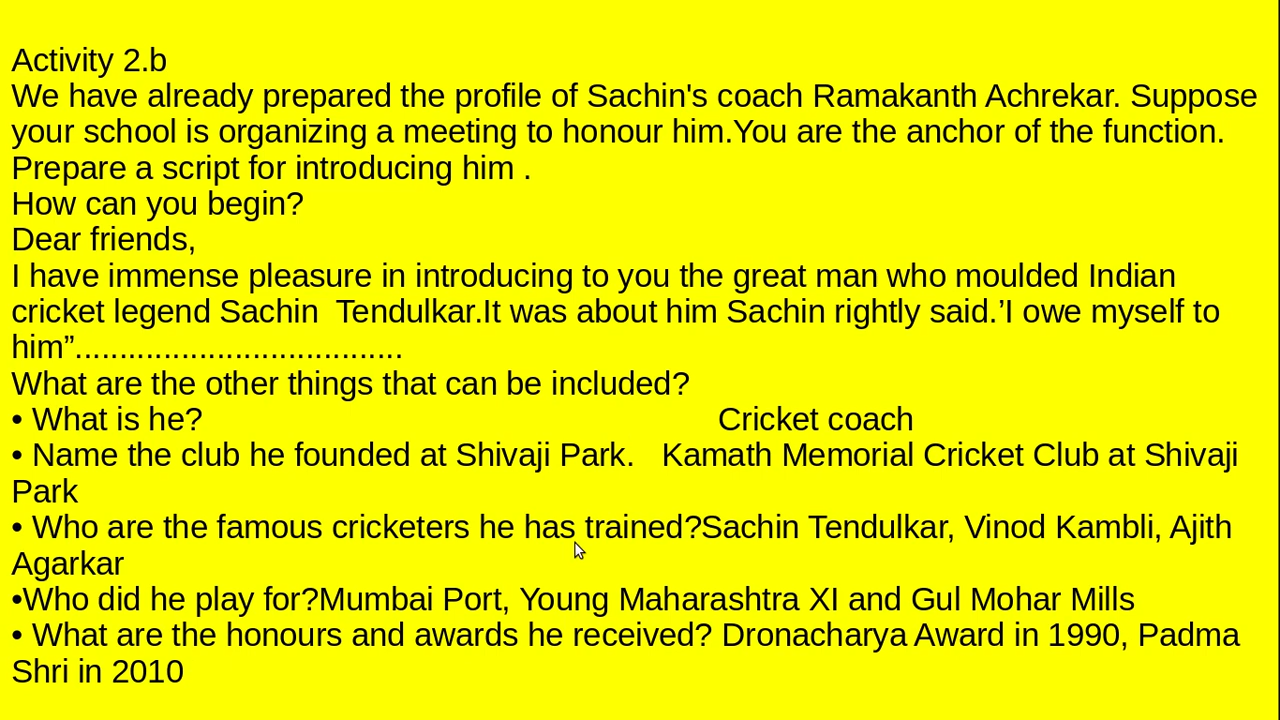 Activity 2.b
We have already prepared the profile of Sachin's coach Ramakanth Achrekar. Suppose
your school is organizing a meeting to honour him.You are the anchor of the function.
Prepare a script for introducing him .
How can you begin?
Dear friends,
I have immense pleasure in introducing to you the great man who moulded Indian
cricket legend Sachin  Tendulkar.It was about him Sachin rightly said.’I owe myself to
him”.....................................
What are the other things that can be included?
• What is he? Cricket coach
• Name the club he founded at Shivaji Park.   Kamath Memorial Cricket Club at Shivaji
Park
• Who are the famous cricketers he has trained?Sachin Tendulkar, Vinod Kambli, Ajith
Agarkar
•Who did he play for?Mumbai Port, Young Maharashtra XI and Gul Mohar Mills
• What are the honours and awards he received? Dronacharya Award in 1990, Padma
Shri in 2010